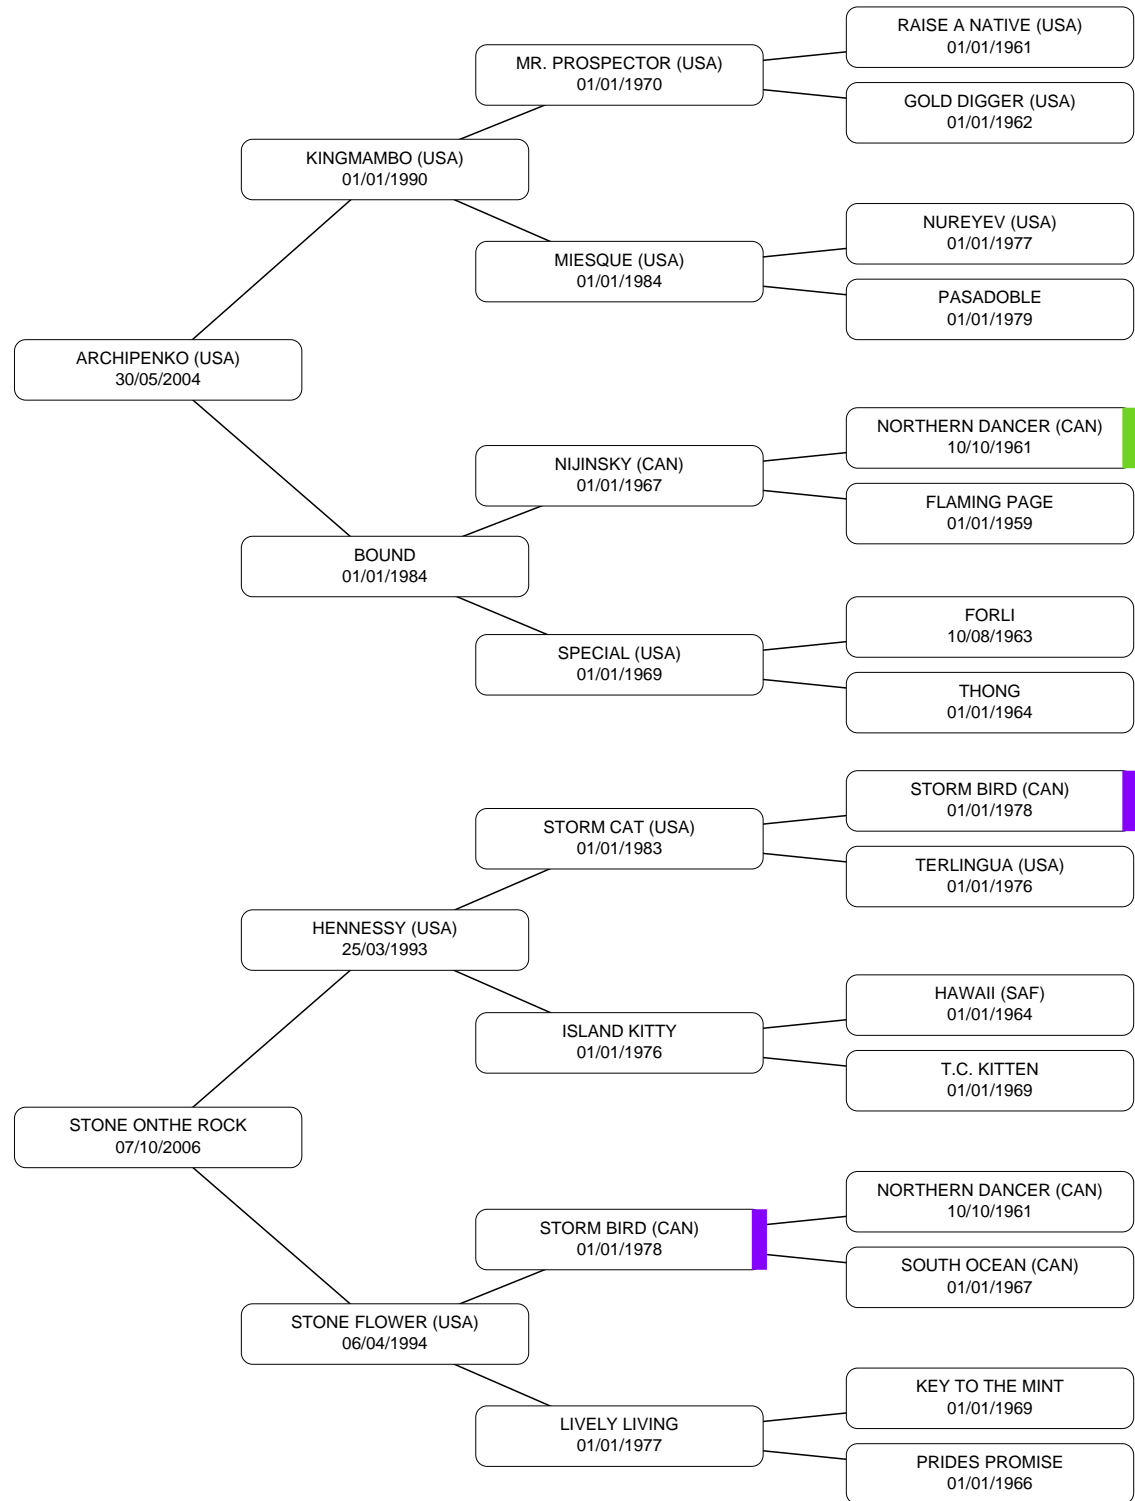 RAISE A NATIVE (USA)
01/01/1961
MR. PROSPECTOR (USA)
01/01/1970
GOLD DIGGER (USA)
01/01/1962
KINGMAMBO (USA)
01/01/1990
NUREYEV (USA)
01/01/1977
MIESQUE (USA)
01/01/1984
PASADOBLE
01/01/1979
ARCHIPENKO (USA)
30/05/2004
NORTHERN DANCER (CAN)
10/10/1961
NIJINSKY (CAN)
01/01/1967
FLAMING PAGE
01/01/1959
BOUND
01/01/1984
FORLI
10/08/1963
SPECIAL (USA)
01/01/1969
THONG
01/01/1964
STORM BIRD (CAN)
01/01/1978
STORM CAT (USA)
01/01/1983
TERLINGUA (USA)
01/01/1976
HENNESSY (USA)
25/03/1993
HAWAII (SAF)
01/01/1964
ISLAND KITTY
01/01/1976
T.C. KITTEN
01/01/1969
STONE ONTHE ROCK
07/10/2006
NORTHERN DANCER (CAN)
10/10/1961
STORM BIRD (CAN)
01/01/1978
SOUTH OCEAN (CAN)
01/01/1967
STONE FLOWER (USA)
06/04/1994
KEY TO THE MINT
01/01/1969
LIVELY LIVING
01/01/1977
PRIDES PROMISE
01/01/1966